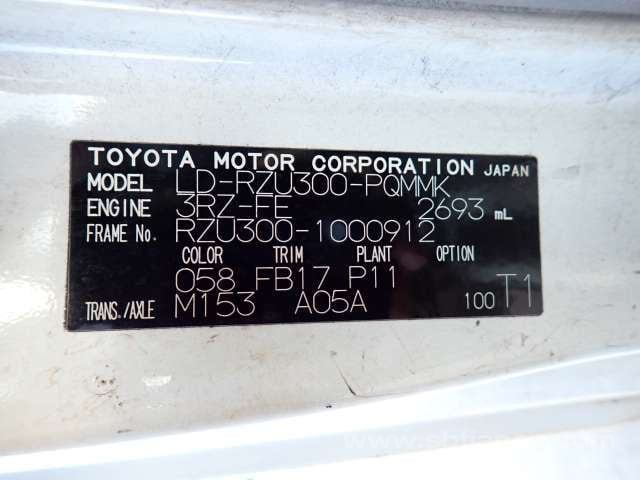 TOYOTA MOTOR CORPORATION JAPAN
MODEL LD-RZU300-PQMMK
ENGINE 3RZ-FE 2693 mL
FRAME No. RZU300-1000912
COLOR TRIM PLANT OPTION
058 FB17 P11
TRANS./AXLE M153 A05A 100 T1